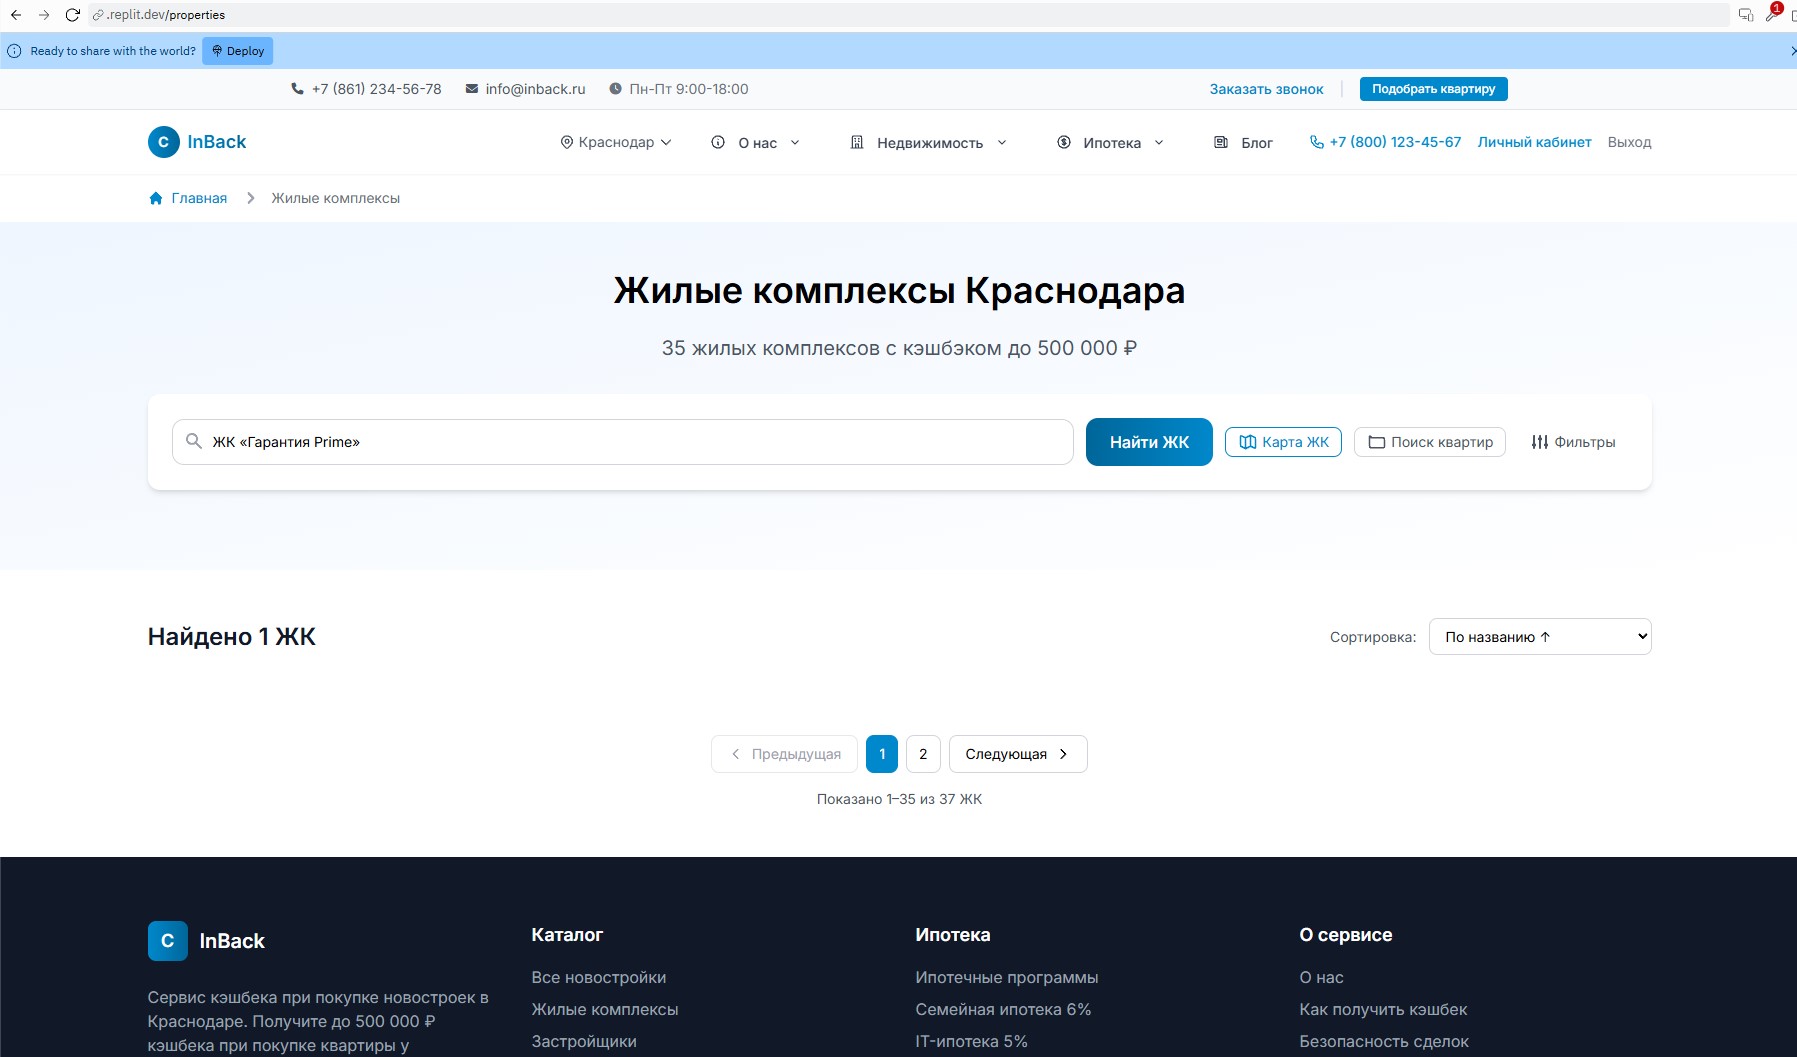 .replit.dev/properties
1
Ready to share with the world? Deploy
+7 (861) 234-56-78 info@inback.ru Пн-Пт 9:00-18:00 Заказать звонок Подобрать квартиру
C InBack Краснодар О нас Недвижимость Ипотека Блог +7 (800) 123-45-67 Личный кабинет Выход
Главная Жилые комплексы
Жилые комплексы Краснодара
35 жилых комплексов с кэшбэком до 500 000 ₽
ЖК «Гарантия Prime» Найти ЖК Карта ЖК Поиск квартир Фильтры
Найдено 1 ЖК Сортировка: По названию ↑
Предыдущая 1 2 Следующая
Показано 1–35 из 37 ЖК
C InBack
Сервис кэшбека при покупке новостроек в
Краснодаре. Получите до 500 000 ₽
кэшбека при покупке квартиры у
Каталог
Все новостройки
Жилые комплексы
Застройщики
Ипотека
Ипотечные программы
Семейная ипотека 6%
IT-ипотека 5%
О сервисе
О нас
Как получить кэшбек
Безопасность сделок